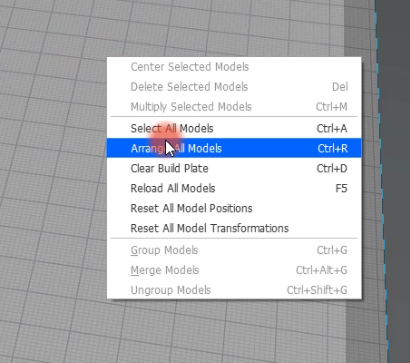 Center Selected Models
Delete Selected Models Del
Multiply Selected Models Ctrl+M
Select All Models Ctrl+A
Arrange All Models Ctrl+R
Clear Build Plate Ctrl+D
Reload All Models F5
Reset All Model Positions
Reset All Model Transformations
Group Models Ctrl+G
Merge Models Ctrl+Alt+G
Ungroup Models Ctrl+Shift+G